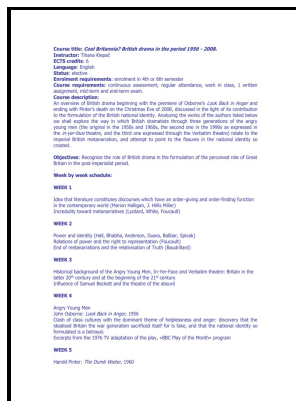 Course title: Cool Britannia? British drama in the period 1956 - 2008.
Instructor: Tihana Klepač
ECTS credits: 6
Language: English
Status: elective
Enrolment requirements: enrolment in 4th or 6th semester
Course requirements: continuous assessment; regular attendance, work in class, 1 written assignment, mid-term and end-term exam.
Course description:
An overview of British drama beginning with the premiere of Osborne's Look Back in Anger and
ending with Pinter's death on the Christmas Eve of 2008, discussed in the light of its contribution
to the formulation of the British national identity. Analyzing the works of the authors listed below
we shall explore the way in which British dramatists through three generations of the angry
young men (the original in the 1950s and 1960s, the second one in the 1990s as expressed in
the in-yer-face theatre, and the third one expressed through the Verbatim theatre) relate to the
imperial British metanarration, and attempt to point to the fissures in the national identity so
created.
Objectives: Recognize the role of British drama in the formulation of the perceived role of Great
Britain in the post-imperial period.
Week by week schedule:
WEEK 1
Idea that literature constitutes discourses which have an order-giving and order-finding function
in the contemporary world (Marion Halligan, J. Hillis Miller)
Incredulity toward metanarratives (Lyotard, White, Foucault)
WEEK 2
Power and identity (Hall, Bhabha, Anderson, Duara, Balibar, Spivak)
Relations of power and the right to representation (Foucault)
End of metanarrations and the relativisation of Truth (Baudrillard)
WEEK 3
Historical background of the Angry Young Men, In-Yer-Face and Verbatim theatre: Britain in the
latter 20th century and at the beginning of the 21st century
Influence of Samuel Beckett and the theatre of the absurd
WEEK 4
Angry Young Men
John Osborne: Look Back in Anger, 1956
Clash of class cultures with the dominant theme of helplessness and anger: discovery that the
idealised Britain the war generation sacrificed itself for is fake, and that the national identity so
formulated is a betrayal.
Excerpts from the 1976 TV adaptation of the play, »BBC Play of the Month« program
WEEK 5
Harold Pinter: The Dumb Waiter, 1960